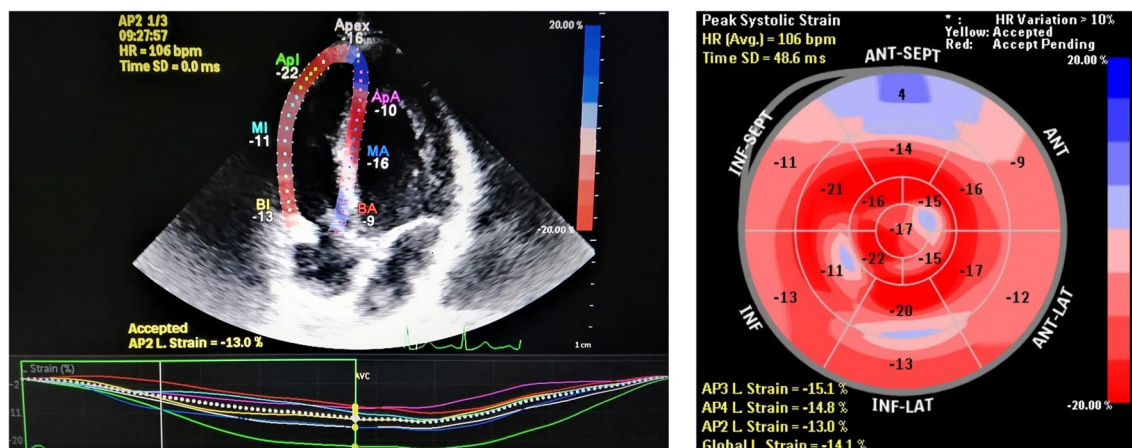 AP2 1/3
09:27:57
HR = 106 bpm
Time SD = 0.0 ms
Apex
-16
20.00 %
ApI
-22
ApA
-10
MI
-11
MA
-16
BI
-13
BA
-9
-20.00 %
Accepted
AP2 L. Strain = -13.0 %
1 cm
Strain (%)
AVC
-2
-11
-20
Peak Systolic Strain
HR (Avg.) = 106 bpm
Time SD = 48.6 ms
* : HR Variation > 10%
Yellow: Accepted
Red: Accept Pending
20.00 %
ANT-SEPT
4
INF-SEPT
ANT
-14
-11
-9
-21
-16
-16
-15
-17
-11
-22
-15
-17
-13
-12
-20
INF
ANT-LAT
-13
INF-LAT
AP3 L. Strain = -15.1 %
AP4 L. Strain = -14.8 %
AP2 L. Strain = -13.0 %
Global L. Strain = -14.1 %
-20.00 %